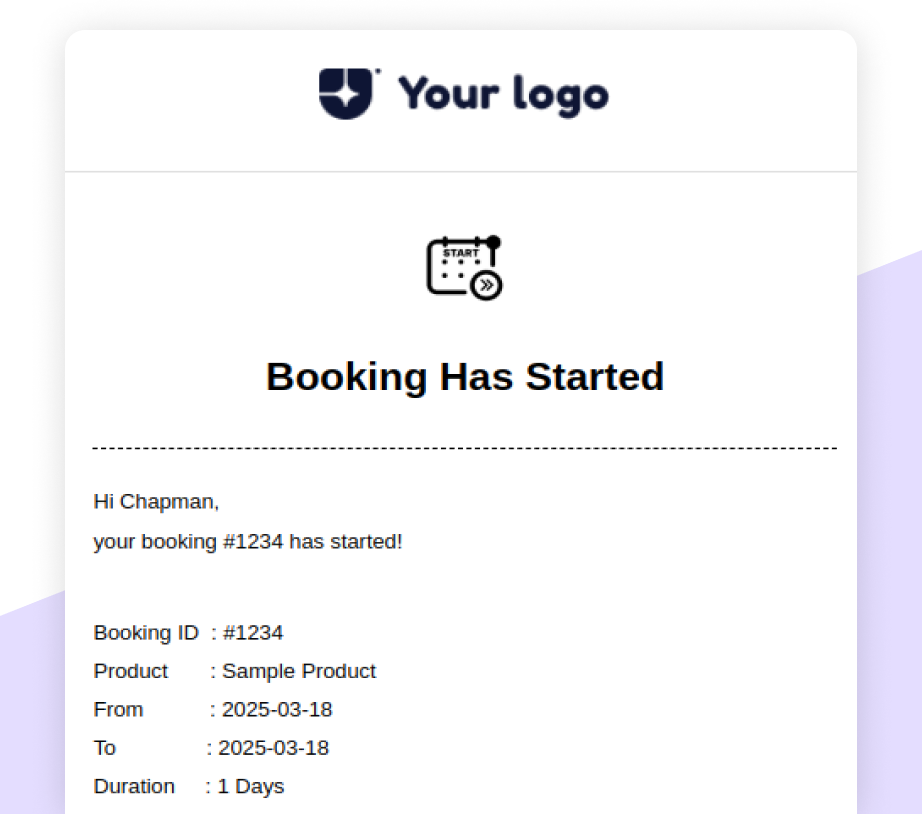 Your logo
START
Booking Has Started
Hi Chapman,
your booking #1234 has started!
Booking ID : #1234
Product : Sample Product
From : 2025-03-18
To : 2025-03-18
Duration : 1 Days